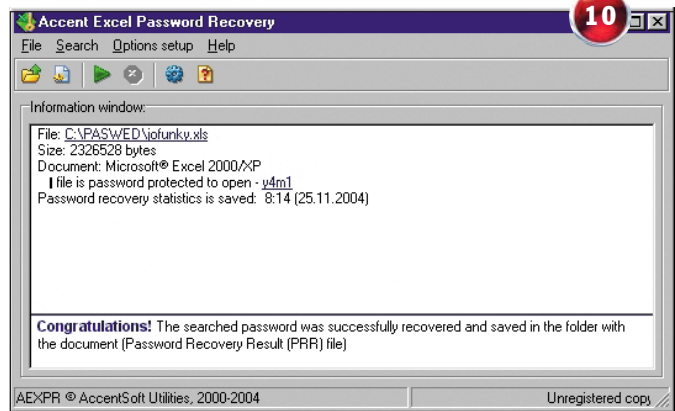 Accent Excel Password Recovery
10
File Search Options setup Help
Information window:
File: C:\PASWED\jofunky.xls
Size: 2326528 bytes
Document: Microsoft® Excel 2000/XP
file is password protected to open - y4m1
Password recovery statistics is saved: 8:14 (25.11.2004)
Congratulations! The searched password was successfully recovered and saved in the folder with
the document (Password Recovery Result (PRR) file)
AEXPR © AccentSoft Utilities, 2000-2004
Unregistered copy